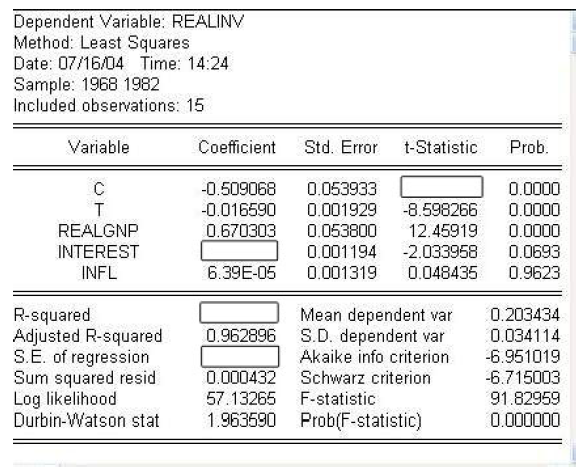 Dependent Variable: REALINV
Method: Least Squares
Date: 07/16/04 Time: 14:24
Sample: 1968 1982
Included observations: 15
Variable Coefficient Std. Error t-Statistic Prob.
C -0.509068 0.053933 0.0000
T -0.016590 0.001929 -8.598266 0.0000
REALGNP 0.670303 0.053800 12.45919 0.0000
INTEREST 0.001194 -2.033958 0.0693
INFL 6.39E-05 0.001319 0.048435 0.9623
R-squared Mean dependent var 0.203434
Adjusted R-squared 0.962896 S.D. dependent var 0.034114
S.E. of regression Akaike info criterion -6.951019
Sum squared resid 0.000432 Schwarz criterion -6.715003
Log likelihood 57.13265 F-statistic 91.82959
Durbin-Watson stat 1.963590 Prob(F-statistic) 0.000000